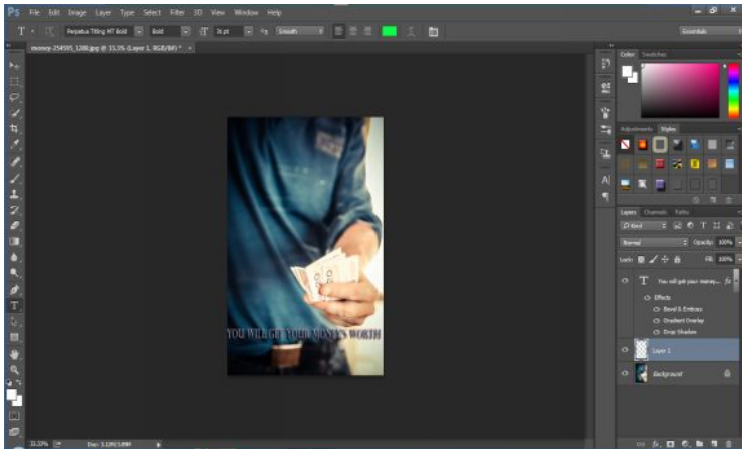 Ps File Edit Image Layer Type Select Filter 3D View Window Help
T Perpetua Titling MT Bold Bold 36 pt Smooth Essentials
money-254595_1280.jpg @ 33.3% (Layer 1, RGB/8#) *
Color Swatches
Adjustments Styles
A
YOU WILL GET YOUR MONEY'S WORTH
Layers Channels Paths
Kind
Normal Opacity: 100%
Lock: Fill: 100%
T You will get your money... fx
Effects
Bevel & Emboss
Gradient Overlay
Drop Shadow
Layer 1
Background
33.33%